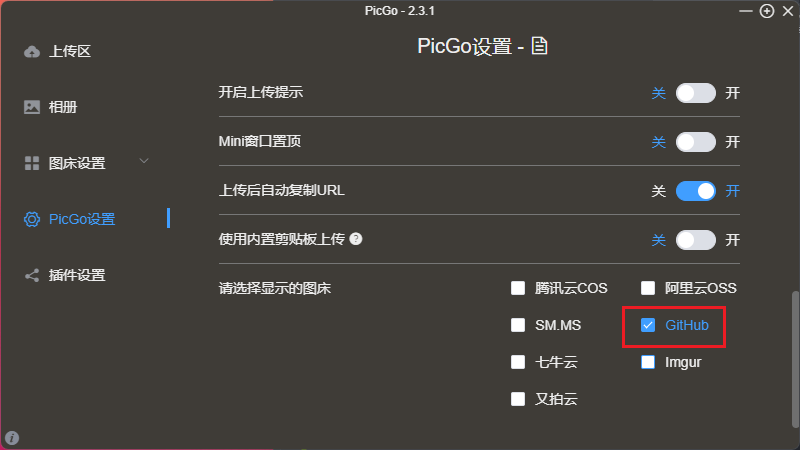 PicGo - 2.3.1
上传区
相册
图床设置
PicGo设置
插件设置
PicGo设置 -
开启上传提示 关 开
Mini窗口置顶 关 开
上传后自动复制URL 关 开
使用内置剪贴板上传 ? 关 开
请选择显示的图床 腾讯云COS 阿里云OSS
SM.MS GitHub
七牛云 Imgur
又拍云
i